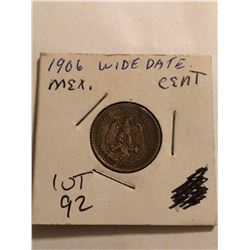 1906 WIDE DATE.
MEX. CENT
LOT
92